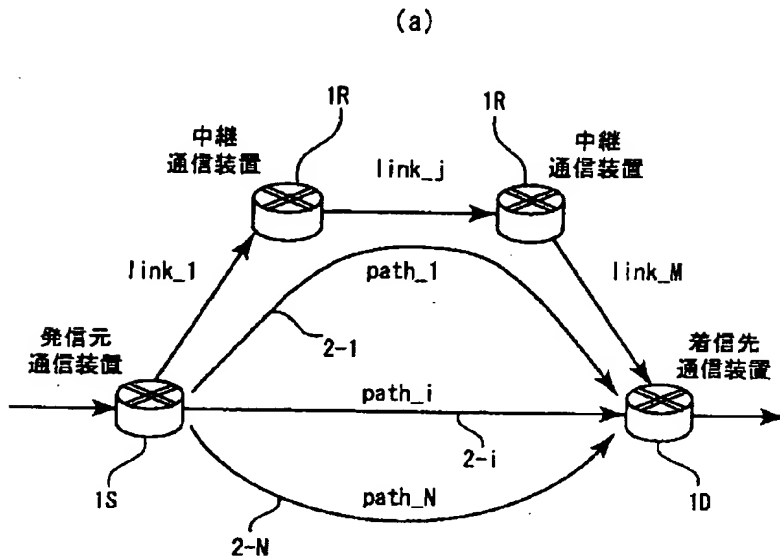 (a)
1R
1R
中継
通信装置
中継
通信装置
link_j
link_1
path_1
link_M
発信元
通信装置
2-1
着信先
通信装置
path_i
2-i
1S
1D
path_N
2-N